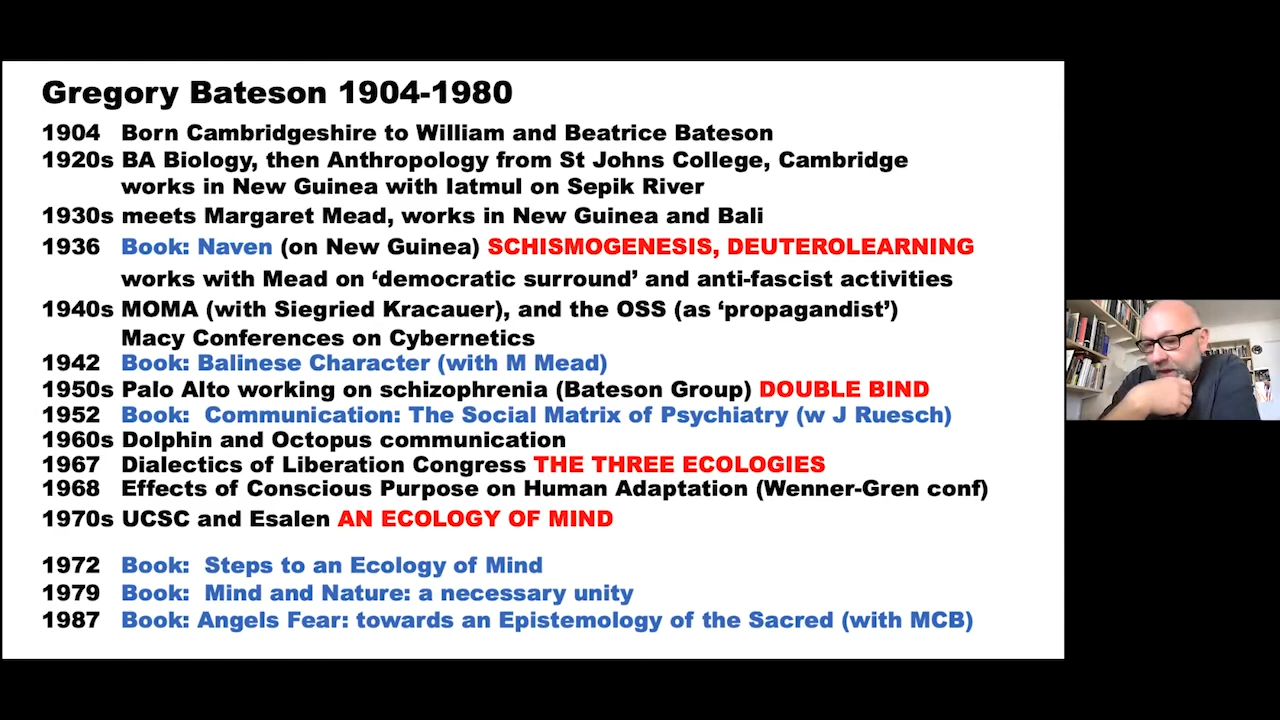 Gregory Bateson 1904-1980
1904 Born Cambridgeshire to William and Beatrice Bateson
1920s BA Biology, then Anthropology from St Johns College, Cambridge
works in New Guinea with Iatmul on Sepik River
1930s meets Margaret Mead, works in New Guinea and Bali
1936 Book: Naven (on New Guinea) SCHISMOGENESIS, DEUTEROLEARNING
works with Mead on ‘democratic surround’ and anti-fascist activities
1940s MOMA (with Siegried Kracauer), and the OSS (as ‘propagandist’)
Macy Conferences on Cybernetics
1942 Book: Balinese Character (with M Mead)
1950s Palo Alto working on schizophrenia (Bateson Group) DOUBLE BIND
1952 Book: Communication: The Social Matrix of Psychiatry (w J Ruesch)
1960s Dolphin and Octopus communication
1967 Dialectics of Liberation Congress THE THREE ECOLOGIES
1968 Effects of Conscious Purpose on Human Adaptation (Wenner-Gren conf)
1970s UCSC and Esalen AN ECOLOGY OF MIND
1972 Book: Steps to an Ecology of Mind
1979 Book: Mind and Nature: a necessary unity
1987 Book: Angels Fear: towards an Epistemology of the Sacred (with MCB)